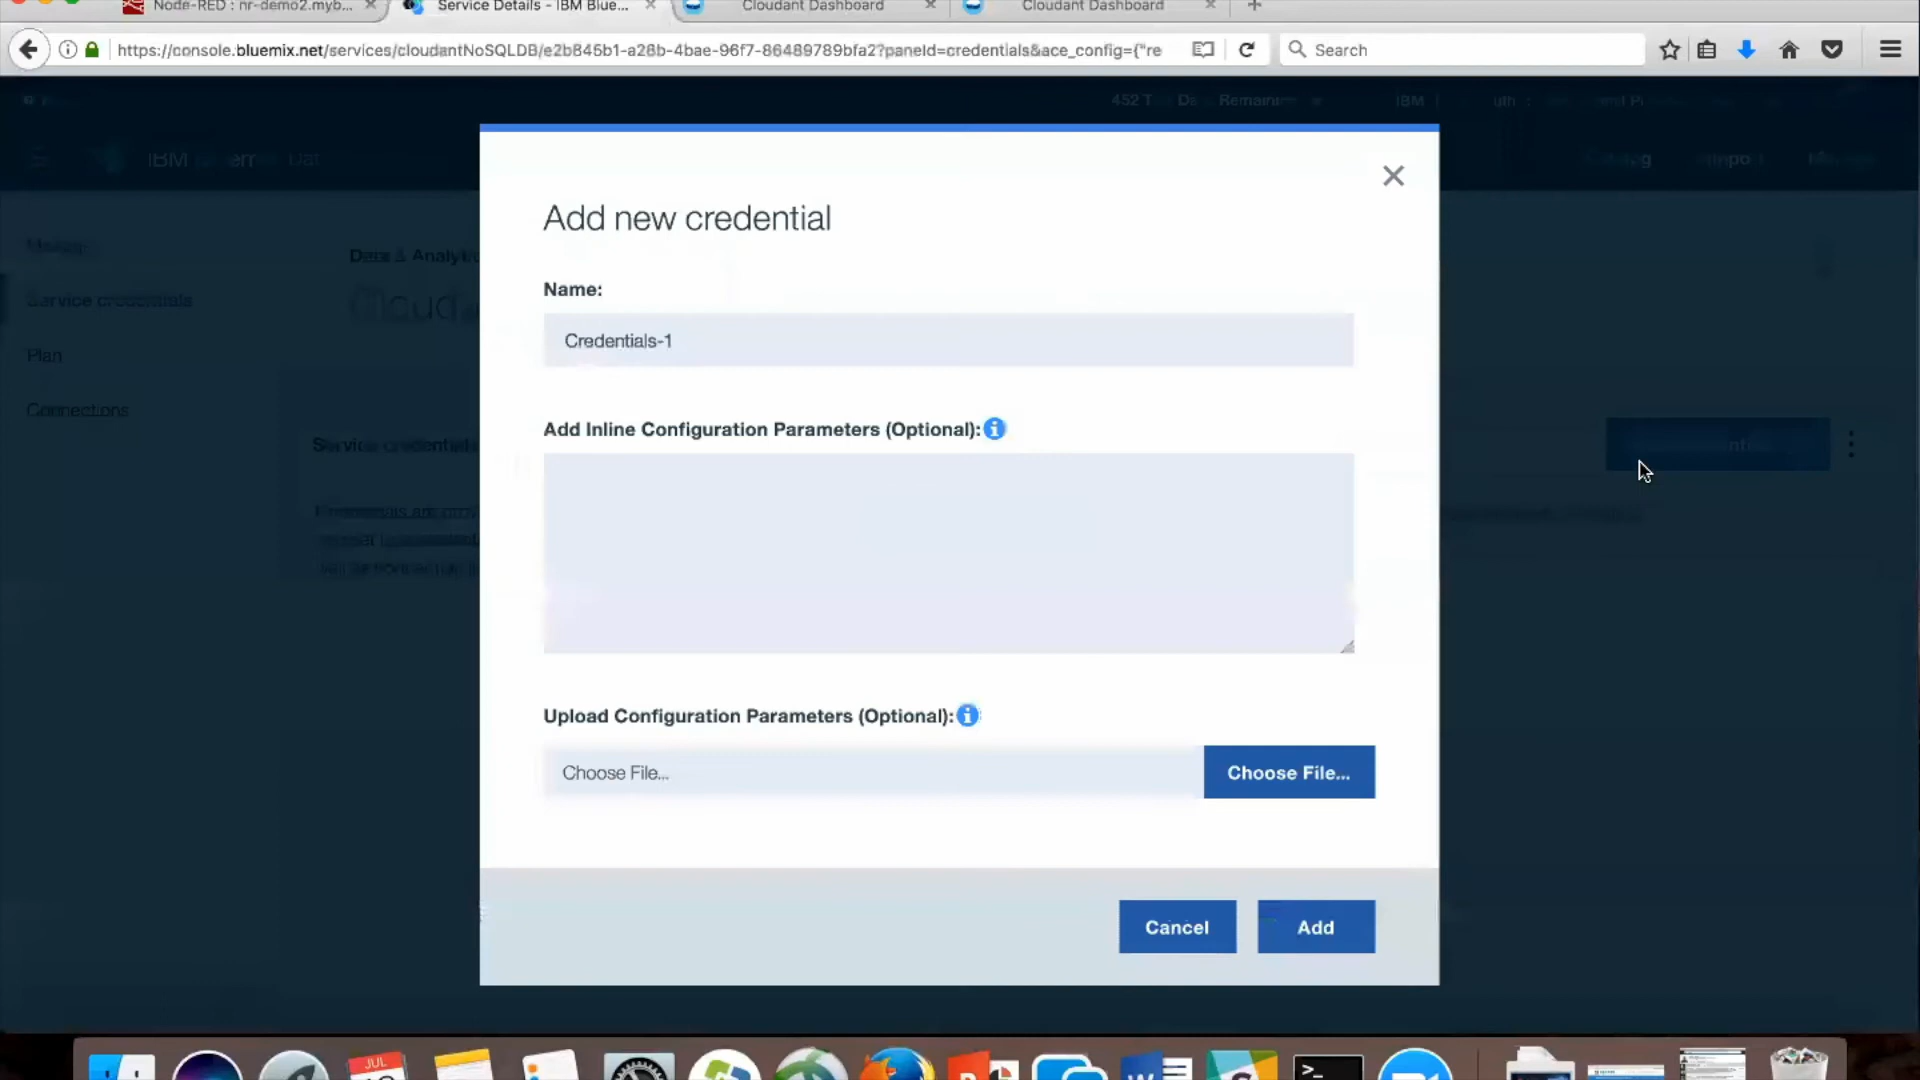 Node-RED : nr-demo2.myb...
Service Details - IBM Blue...
Cloudant Dashboard
Cloudant Dashboard
https://console.bluemix.net/services/cloudantNoSQLDB/e2b845b1-a28b-4bae-96f7-86489789bfa2?paneId=credentials&ace_config={"re
Search
IBM
Add new credential
Data & Analytic
Service credentials
Name:
Credentials-1
Plan
Connections
Add Inline Configuration Parameters (Optional):
Service credentials
Upload Configuration Parameters (Optional):
Choose File...
Choose File...
Cancel
Add
JUL